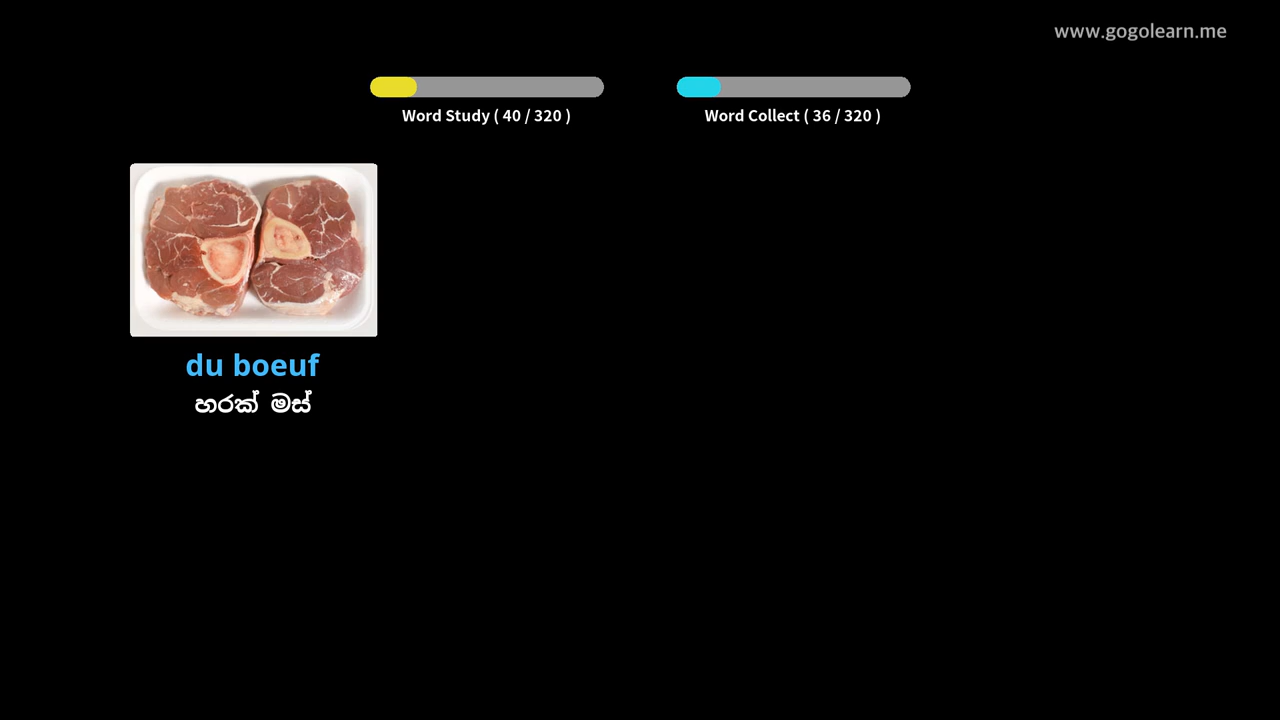 www.gogolearn.me
Word Study ( 40 / 320 )
Word Collect ( 36 / 320 )
du boeuf
හරක් මස්